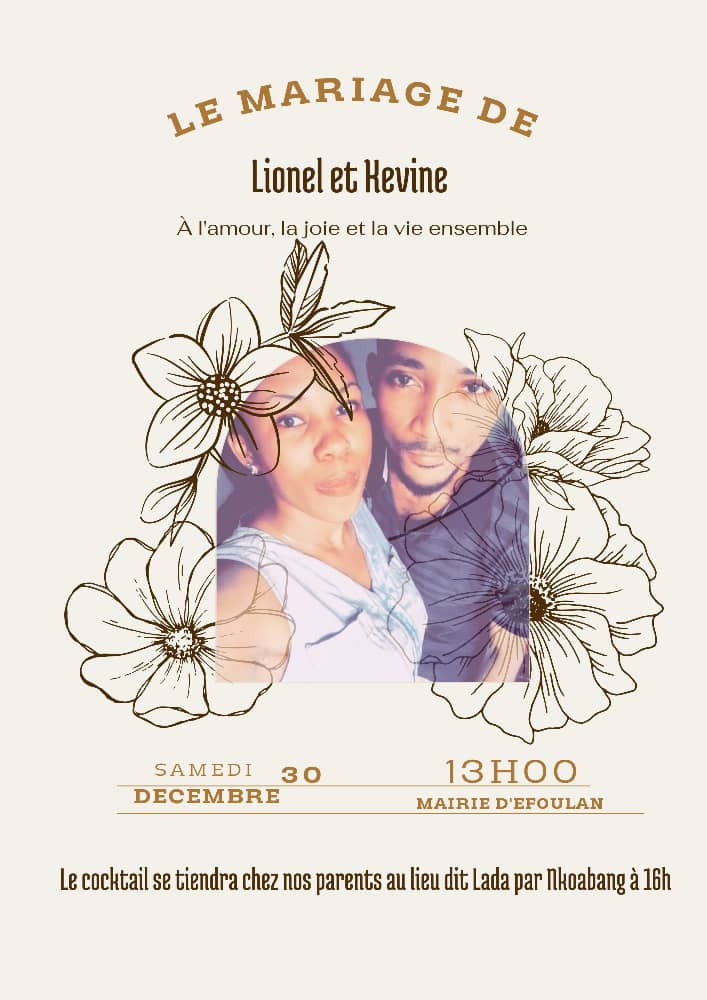 LE MARIAGE DE
Lionel et Kevine
À l'amour, la joie et la vie ensemble
SAMEDI 30
DECEMBRE
13H00
MAIRIE D'EFOULAN
Le cocktail se tiendra chez nos parents au lieu dit Lada par Nkoabang à 16h